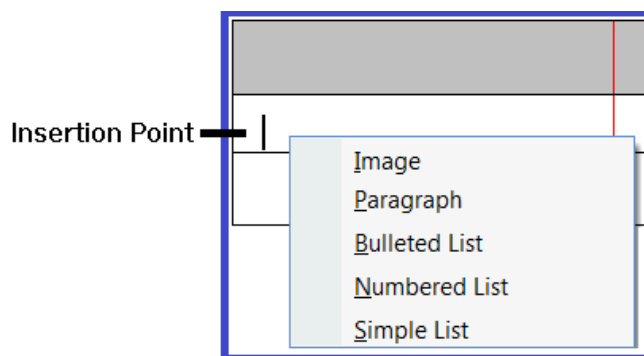 Insertion Point
Image
Paragraph
Bulleted List
Numbered List
Simple List